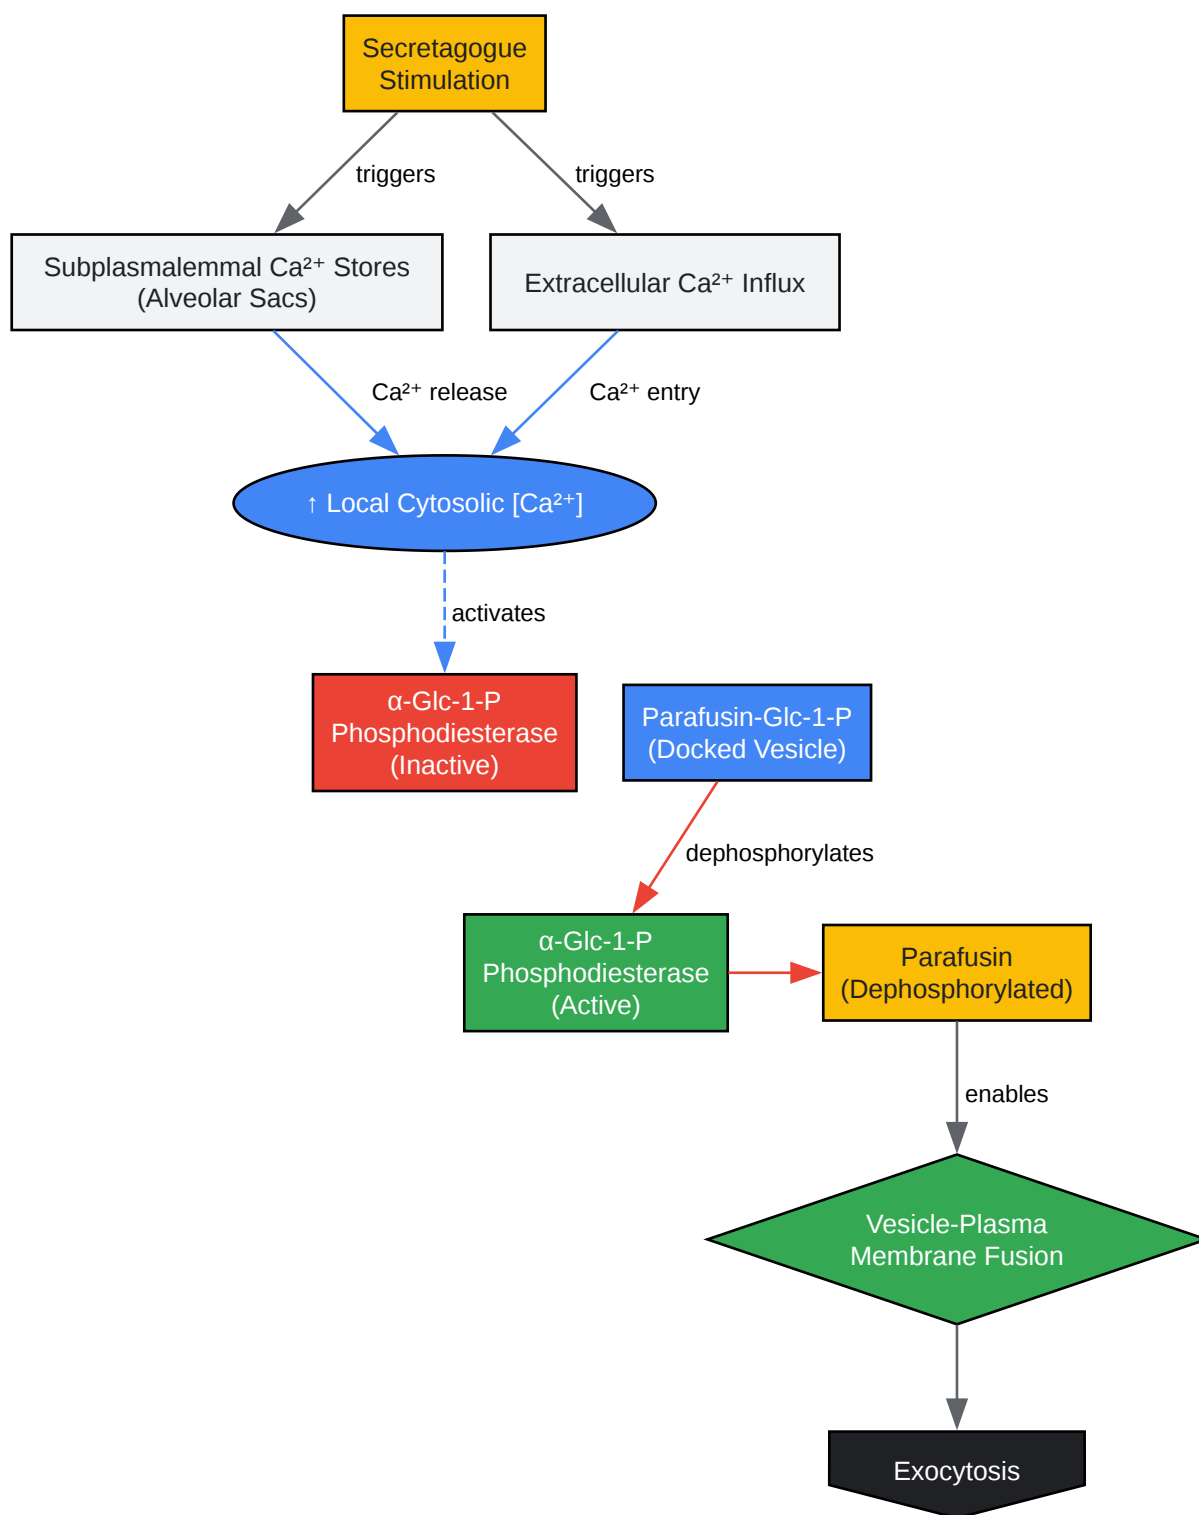 Secretagogue
Stimulation
triggers
triggers
Subplasmalemmal Ca²⁺ Stores
(Alveolar Sacs)
Extracellular Ca²⁺ Influx
Ca²⁺ release
Ca²⁺ entry
↑ Local Cytosolic [Ca²⁺]
activates
α-Glc-1-P
Phosphodiesterase
(Inactive)
Parafusin-Glc-1-P
(Docked Vesicle)
dephosphorylates
α-Glc-1-P
Phosphodiesterase
(Active)
Parafusin
(Dephosphorylated)
enables
Vesicle-Plasma
Membrane Fusion
Exocytosis